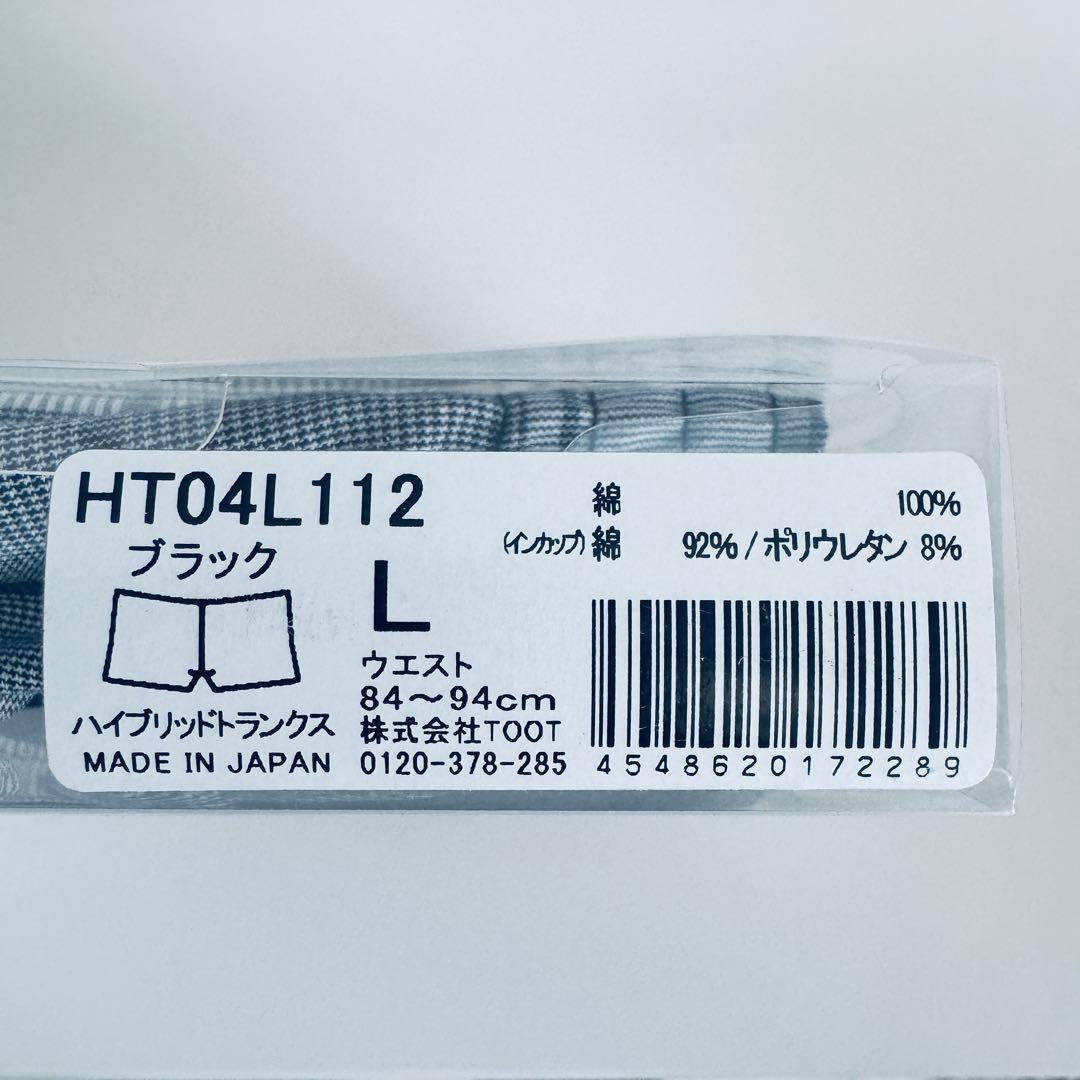 HT04L112
ブラック
綿 100%
(インカップ) 綿 92% / ポリウレタン 8%
L
ウエスト
84～94cm
ハイブリッドトランクス
株式会社TOOT
MADE IN JAPAN
0120-378-285
4548620172289